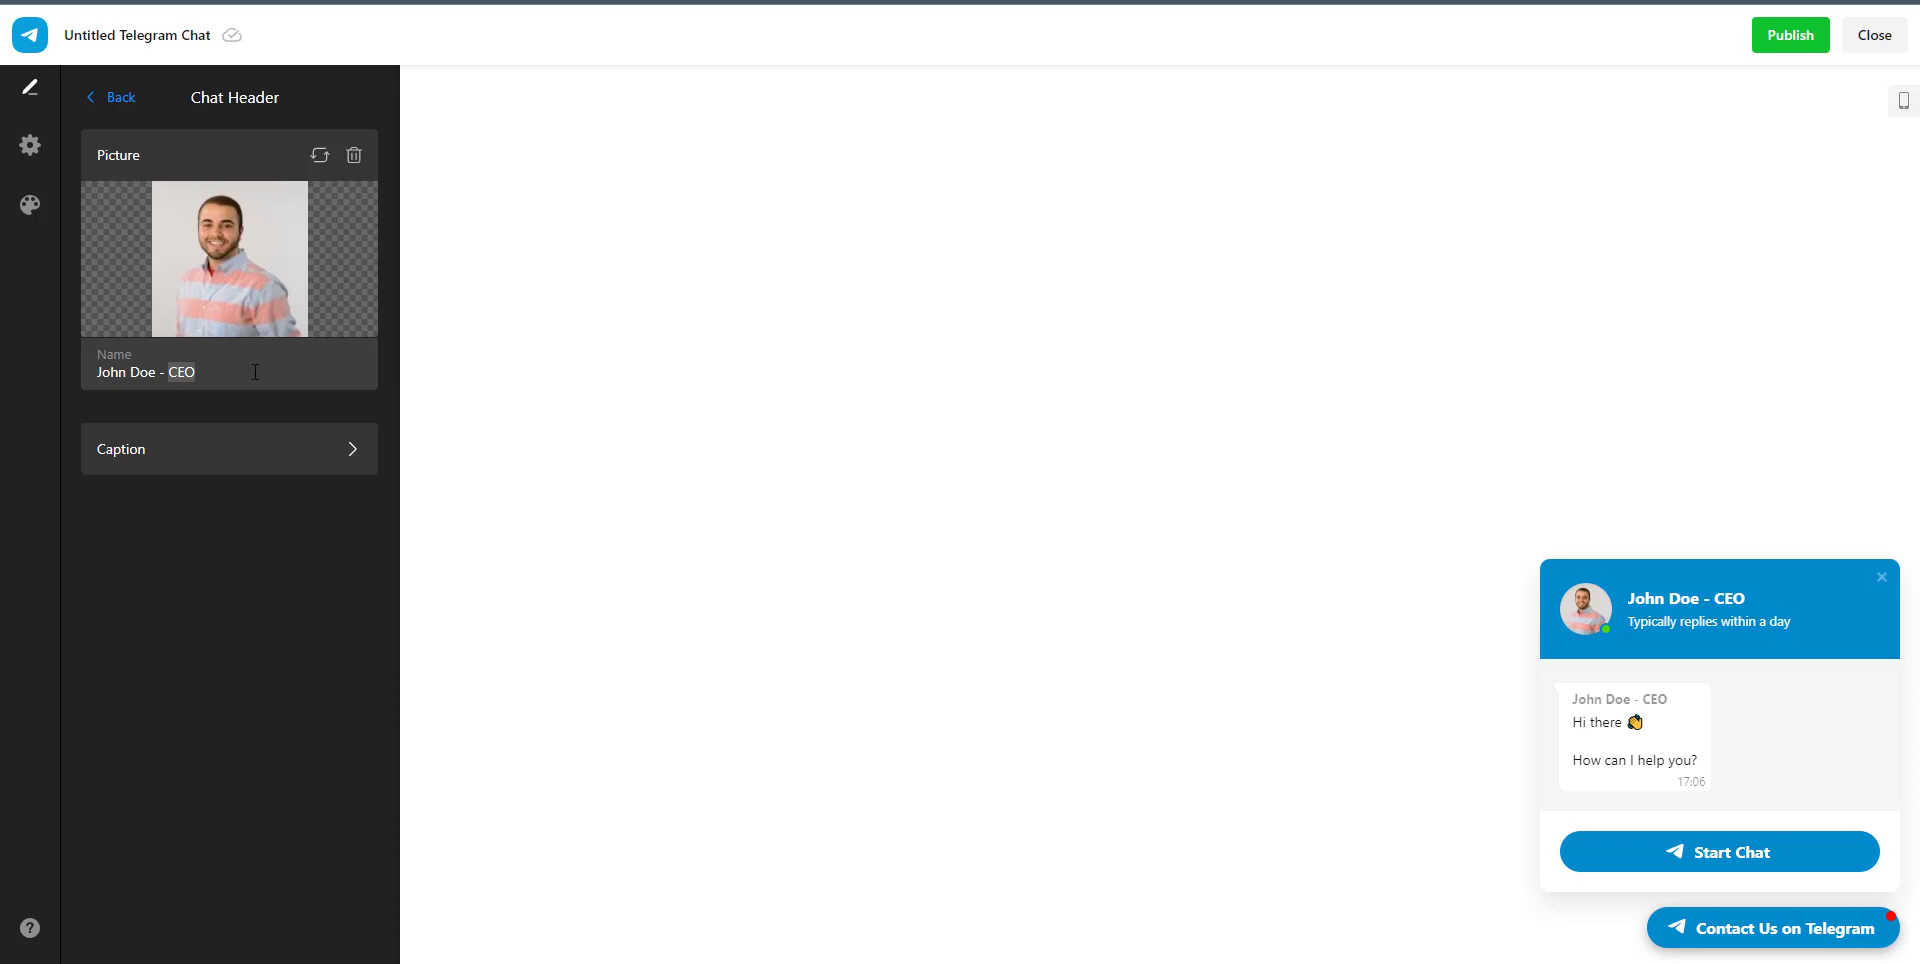 Untitled Telegram Chat
Publish
Close
Back
Chat Header
Picture
Name
John Doe - CEO
Caption
John Doe - CEO
Typically replies within a day
John Doe - CEO
Hi there 👋
How can I help you?
17:06
Start Chat
Contact Us on Telegram
?